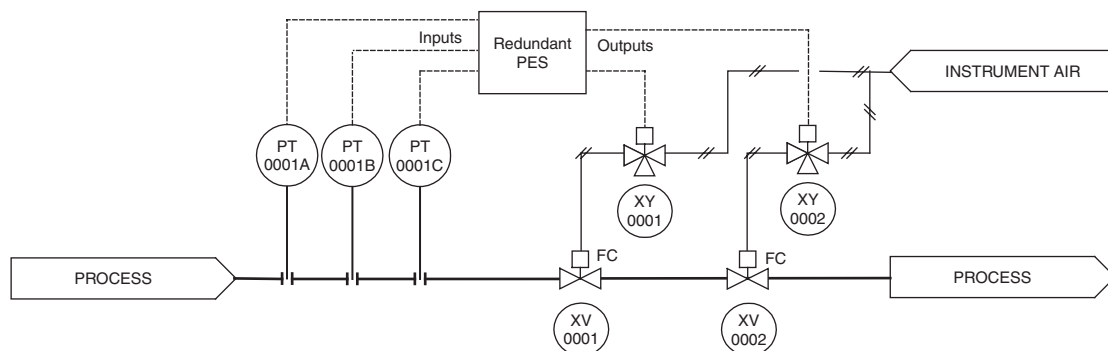 Inputs
Redundant
PES
Outputs
INSTRUMENT AIR
PT
0001A
PT
0001B
PT
0001C
XY
0001
XY
0002
FC
FC
PROCESS
PROCESS
XV
0001
XV
0002